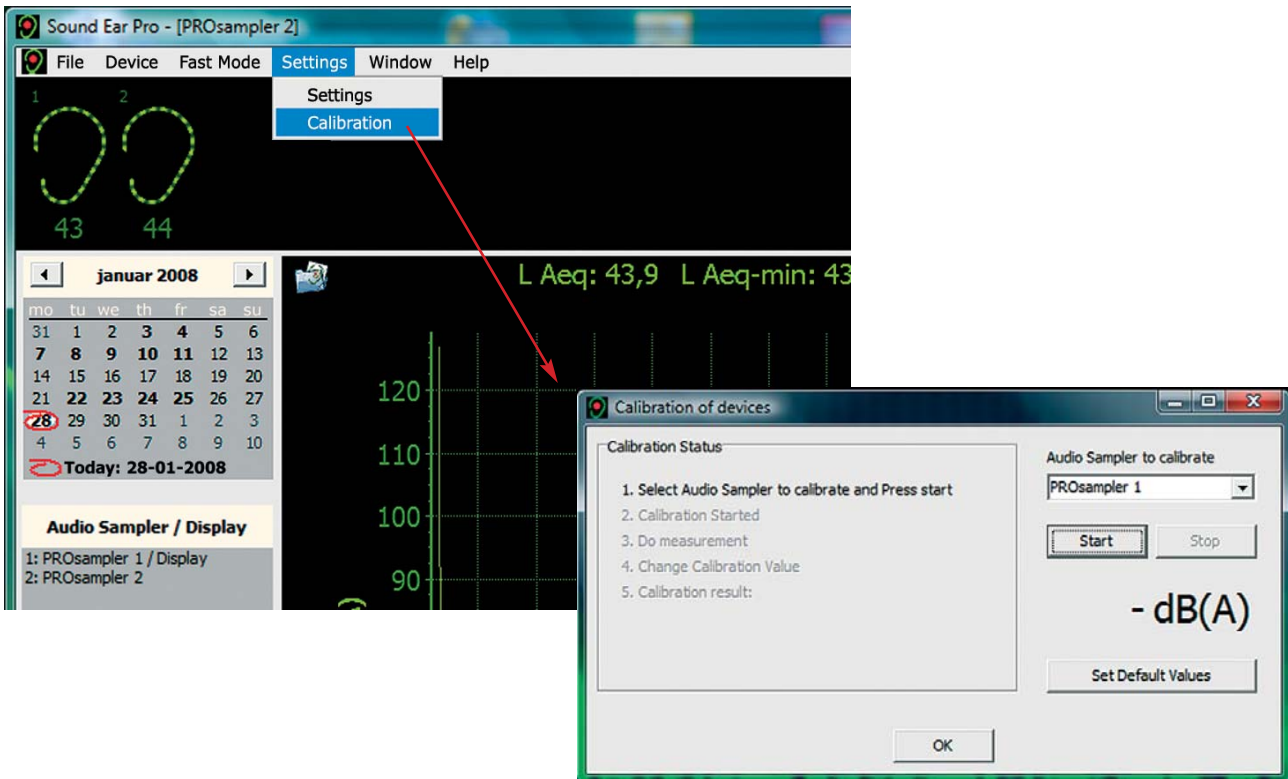 Sound Ear Pro - [PROsampler 2]
File Device Fast Mode Settings Window Help
Settings
Calibration
1 2
43 44
januar 2008
mo tu we th fr sa su
31 1 2 3 4 5 6
7 8 9 10 11 12 13
14 15 16 17 18 19 20
21 22 23 24 25 26 27
28 29 30 31 1 2 3
4 5 6 7 8 9 10
Today: 28-01-2008
Audio Sampler / Display
1: PROsampler 1 / Display
2: PROsampler 2
L Aeq: 43,9 L Aeq-min: 43
120
110
100
90
Calibration of devices
Calibration Status
1. Select Audio Sampler to calibrate and Press start
2. Calibration Started
3. Do measurement
4. Change Calibration Value
5. Calibration result:
Audio Sampler to calibrate
PROsampler 1
Start Stop
- dB(A)
Set Default Values
OK